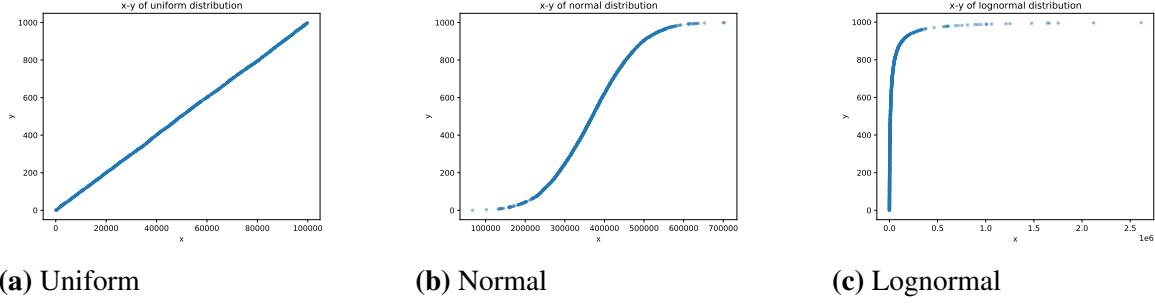 x-y of uniform distribution
1000
800
600
400
200
0
y
0 20000 40000 60000 80000 100000
x
(a) Uniform
x-y of normal distribution
1000
800
600
400
200
0
y
100000 200000 300000 400000 500000 600000 700000
x
(b) Normal
x-y of lognormal distribution
1000
800
600
400
200
0
y
0.0 0.5 1.0 1.5 2.0 2.5
1e6
x
(c) Lognormal